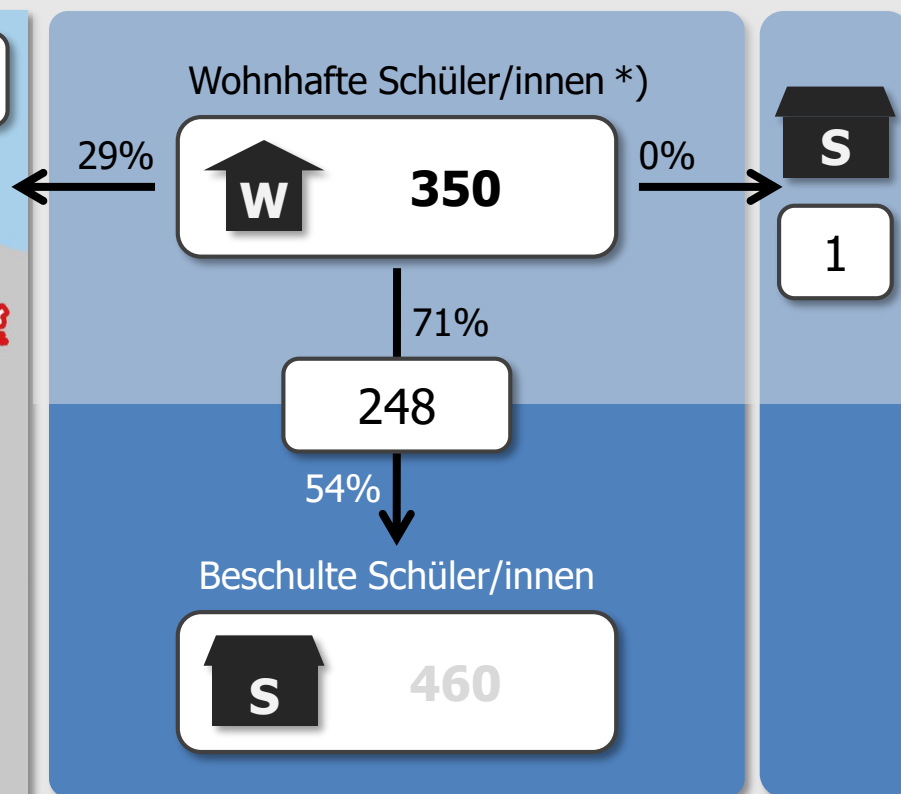 Wohnhafte Schüler/innen *)
29%
W
350
0%
S
1
71%
248
54%
Beschulte Schüler/innen
S
460